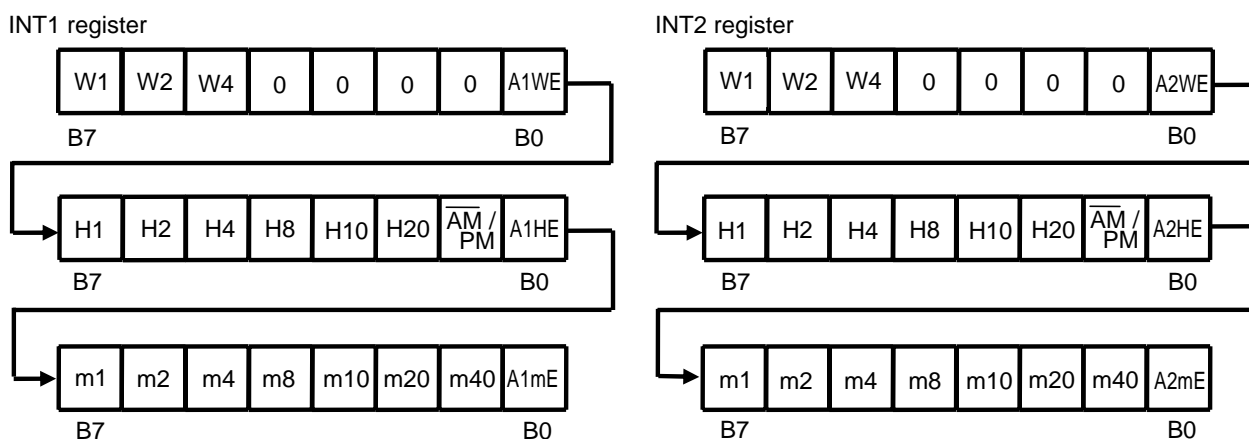 INT1 register
W1 W2 W4 0 0 0 0 A1WE
B7 B0
H1 H2 H4 H8 H10 H20 A̅M̅ / PM A1HE
B7 B0
m1 m2 m4 m8 m10 m20 m40 A1mE
B7 B0
INT2 register
W1 W2 W4 0 0 0 0 A2WE
B7 B0
H1 H2 H4 H8 H10 H20 A̅M̅ / PM A2HE
B7 B0
m1 m2 m4 m8 m10 m20 m40 A2mE
B7 B0